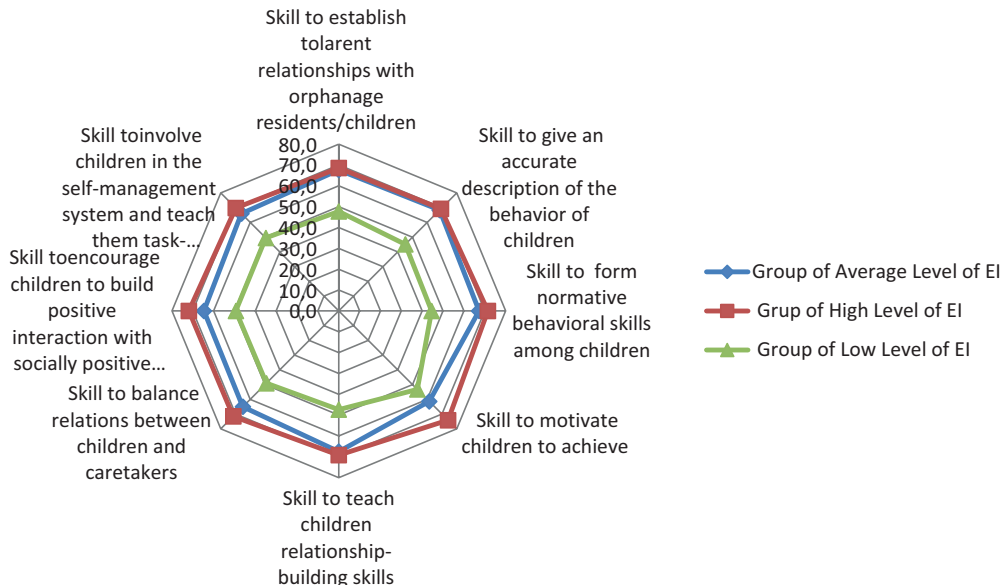 Skill to establish
tolarent
relationships with
orphanage
residents/children
Skill to give an
accurate
description of the
behavior of
children
Skill to form
normative
behavioral skills
among children
Skill to motivate
children to achieve
Skill to teach
children
relationship-
building skills
Skill to balance
relations between
children and
caretakers
Skill toencourage
children to build
positive
interaction with
socially positive...
Skill toinvolve
children in the
self-management
system and teach
them task-...
80,0
70,0
60,0
50,0
40,0
30,0
20,0
10,0
0,0
Group of Average Level of EI
Grup of High Level of EI
Group of Low Level of EI